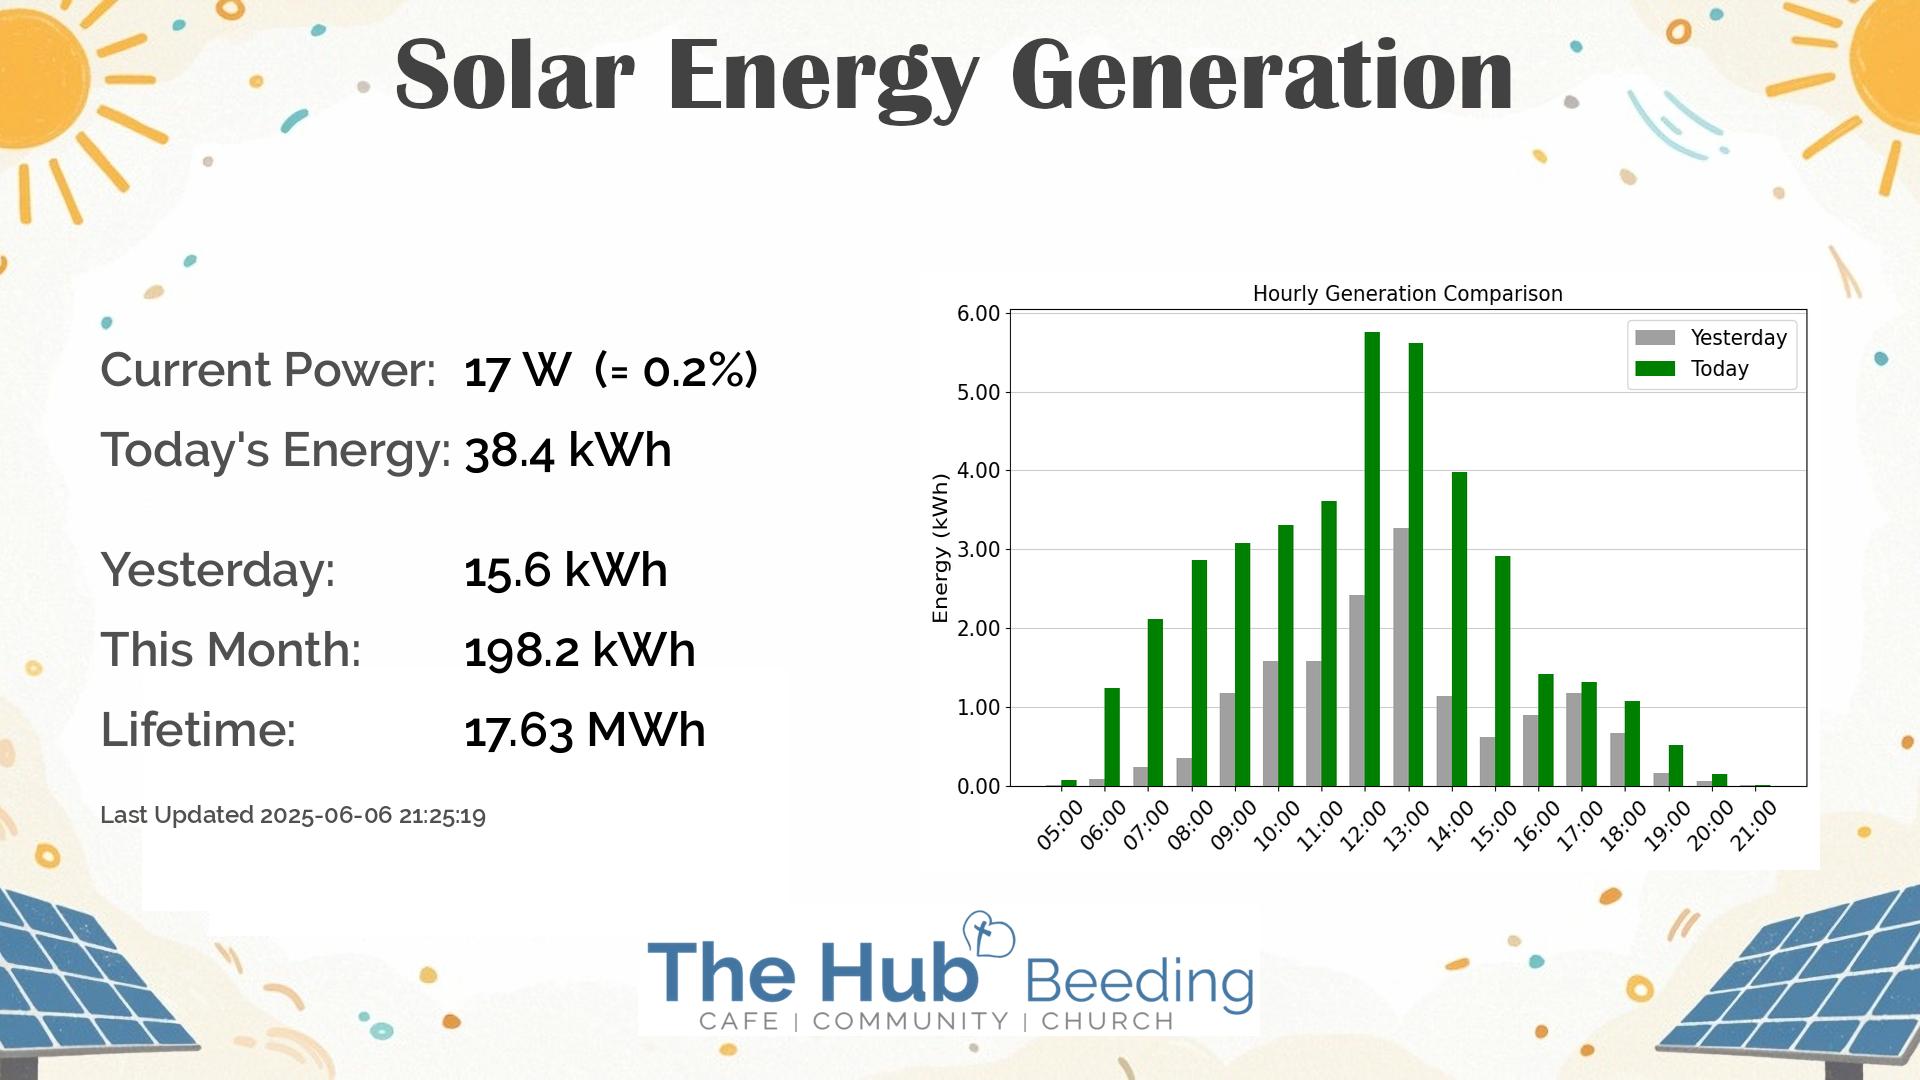 Solar Energy Generation
Current Power: 17 W (= 0.2%)
Today's Energy: 38.4 kWh
Yesterday: 15.6 kWh
This Month: 198.2 kWh
Lifetime: 17.63 MWh
Last Updated 2025-06-06 21:25:19
Hourly Generation Comparison
Yesterday
Today
Energy (kWh)
6.00
5.00
4.00
3.00
2.00
1.00
0.00
05:00 06:00 07:00 08:00 09:00 10:00 11:00 12:00 13:00 14:00 15:00 16:00 17:00 18:00 19:00 20:00 21:00
The Hub Beeding
CAFE | COMMUNITY | CHURCH